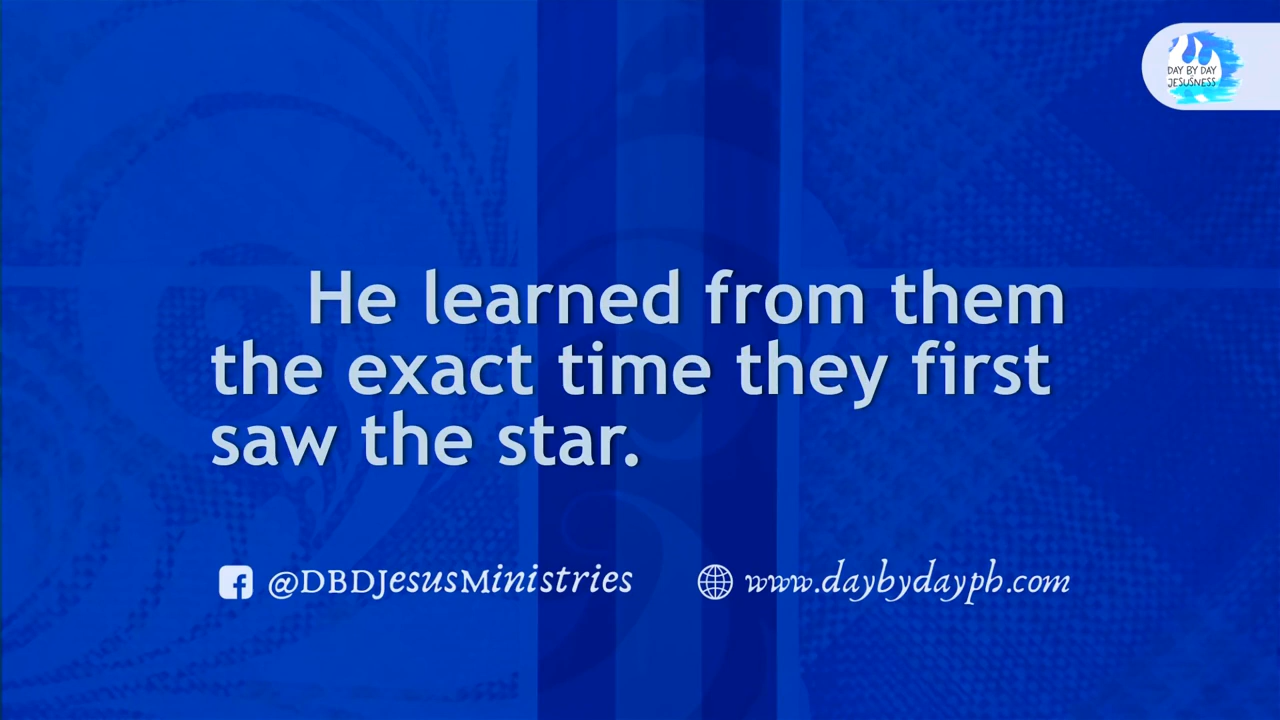 DAY BY DAY
JESUSNESS
He learned from them
the exact time they first
saw the star.
@DBDJesusMinistries
www.daybydayph.com